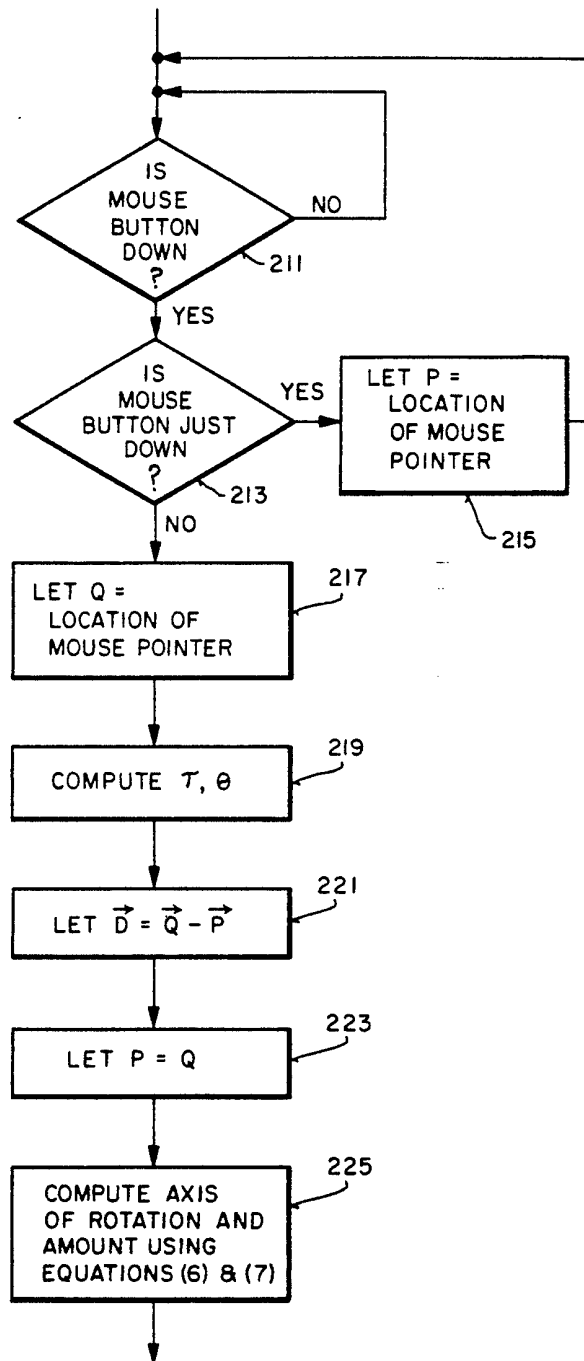 IS
MOUSE
BUTTON
DOWN
?
NO
211
YES
IS
MOUSE
BUTTON JUST
DOWN
?
YES
213
NO
LET P =
LOCATION
OF MOUSE
POINTER
215
LET Q =
LOCATION OF
MOUSE POINTER
217
COMPUTE τ, θ
219
LET D⃗ = Q⃗ - P⃗
221
LET P = Q
223
COMPUTE AXIS
OF ROTATION AND
AMOUNT USING
EQUATIONS (6) & (7)
225